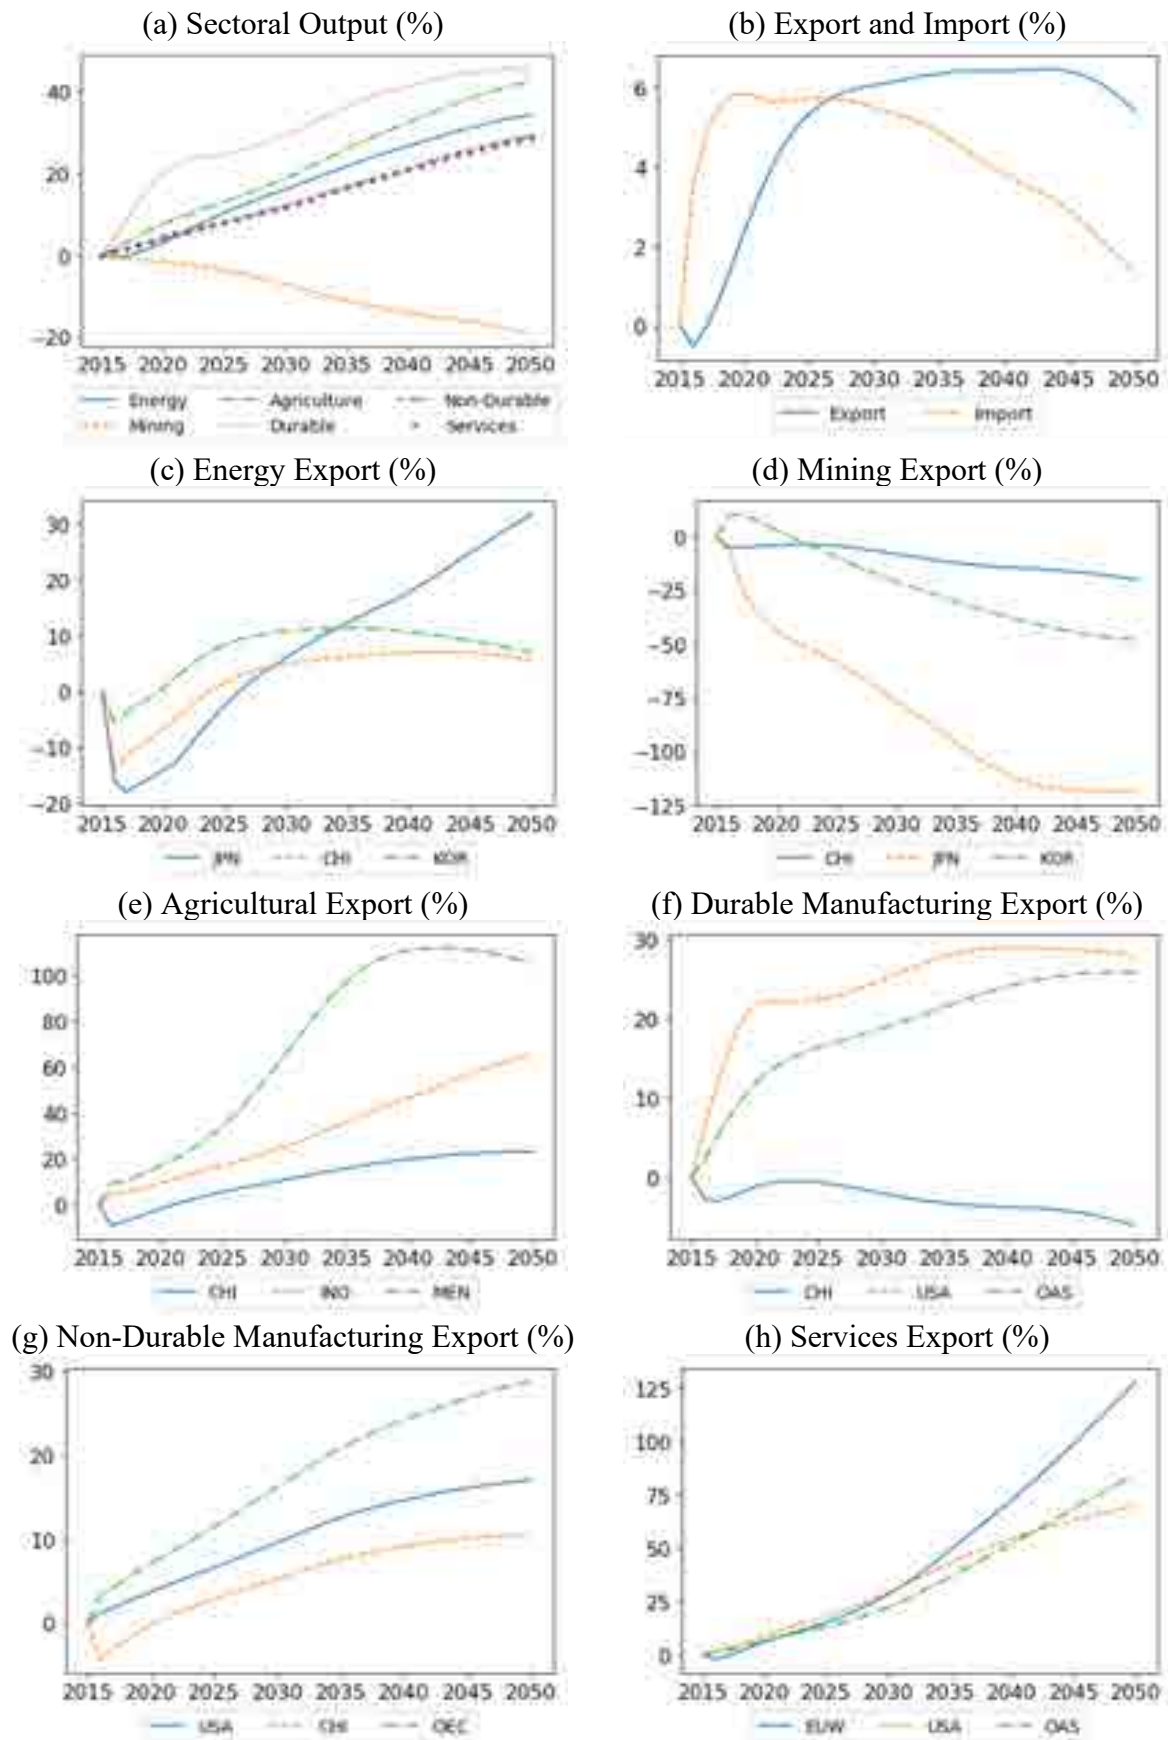 (a) Sectoral Output (%)
40
20
0
−20
2015 2020 2025 2030 2035 2040 2045 2050
Energy Agriculture Non-Durable
Mining Durable Services
(b) Export and Import (%)
6
4
2
0
2015 2020 2025 2030 2035 2040 2045 2050
Export Import
(c) Energy Export (%)
30
20
10
0
−10
−20
2015 2020 2025 2030 2035 2040 2045 2050
JPN CHI KOR
(d) Mining Export (%)
0
−25
−50
−75
−100
−125
2015 2020 2025 2030 2035 2040 2045 2050
CHI JPN KOR
(e) Agricultural Export (%)
100
80
60
40
20
0
2015 2020 2025 2030 2035 2040 2045 2050
CHI INO MEN
(f) Durable Manufacturing Export (%)
30
20
10
0
2015 2020 2025 2030 2035 2040 2045 2050
CHI USA OAS
(g) Non-Durable Manufacturing Export (%)
30
20
10
0
2015 2020 2025 2030 2035 2040 2045 2050
USA CHI OEC
(h) Services Export (%)
125
100
75
50
25
0
2015 2020 2025 2030 2035 2040 2045 2050
EUW USA OAS